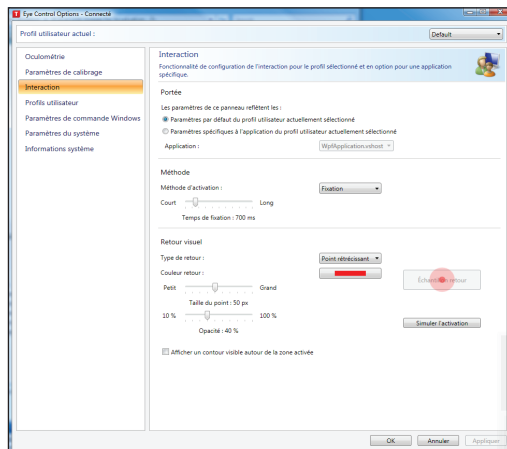 Eye Control Options - Connecté
Profil utilisateur actuel :
Default
Oculométrie
Paramètres de calibrage
Interaction
Profils utilisateur
Paramètres de commande Windows
Paramètres du système
Informations système
Interaction
Fonctionnalité de configuration de l'interaction pour le profil sélectionné et en option pour une application
spécifique.
Portée
Les paramètres de ce panneau reflètent les :
Paramètres par défaut du profil utilisateur actuellement sélectionné
Paramètres spécifiques à l'application du profil utilisateur actuellement sélectionné
Application :
WpfApplication.vshost
Méthode
Méthode d'activation :
Fixation
Court
Long
Temps de fixation : 700 ms
Retour visuel
Type de retour :
Point rétrécissant
Couleur retour :
Échantillon retour
Petit
Grand
Taille du point : 50 px
10 %
100 %
Opacité : 40 %
Simuler l'activation
Afficher un contour visible autour de la zone activée
OK
Annuler
Appliquer